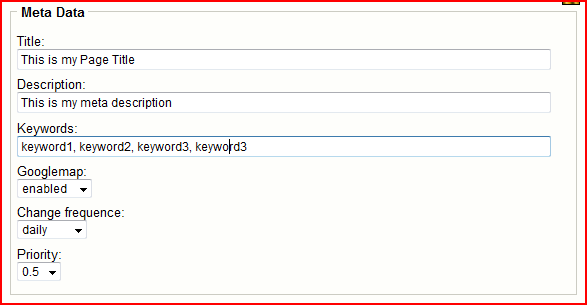 Meta Data
Title:
This is my Page Title
Description:
This is my meta description
Keywords:
keyword1, keyword2, keyword3, keyword3
Googlemap:
enabled
Change frequence:
daily
Priority:
0.5